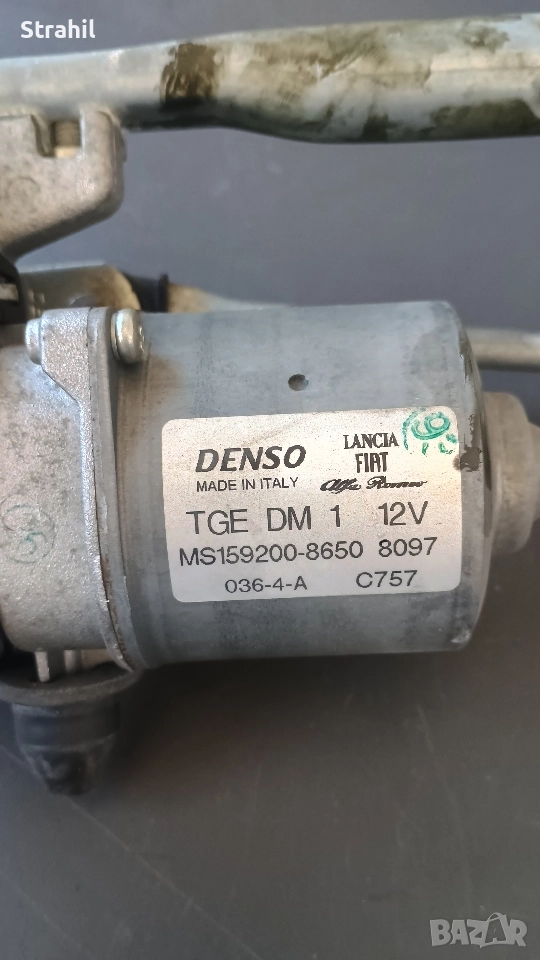 Strahil
DENSO LANCIA
FIAT
MADE IN ITALY Alfa Romeo
TGE DM 1 12V
MS159200-8650 8097
036-4-A C757
BAZAR